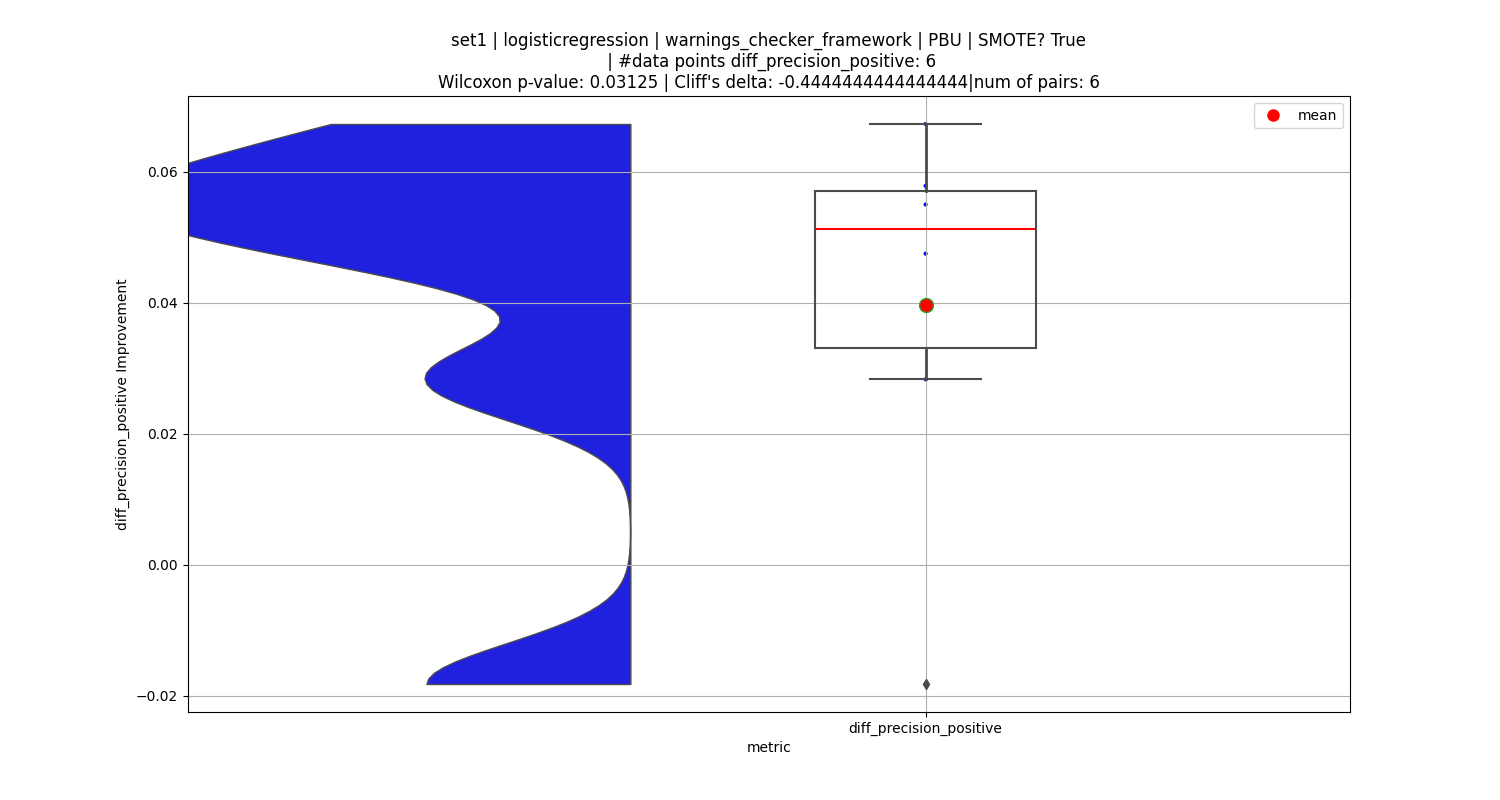 set1 | logisticregression | warnings_checker_framework | PBU | SMOTE? True
| #data points diff_precision_positive: 6
Wilcoxon p-value: 0.03125 | Cliff's delta: -0.4444444444444444|num of pairs: 6
mean
0.06
0.04
0.02
0.00
−0.02
diff_precision_positive Improvement
diff_precision_positive
metric